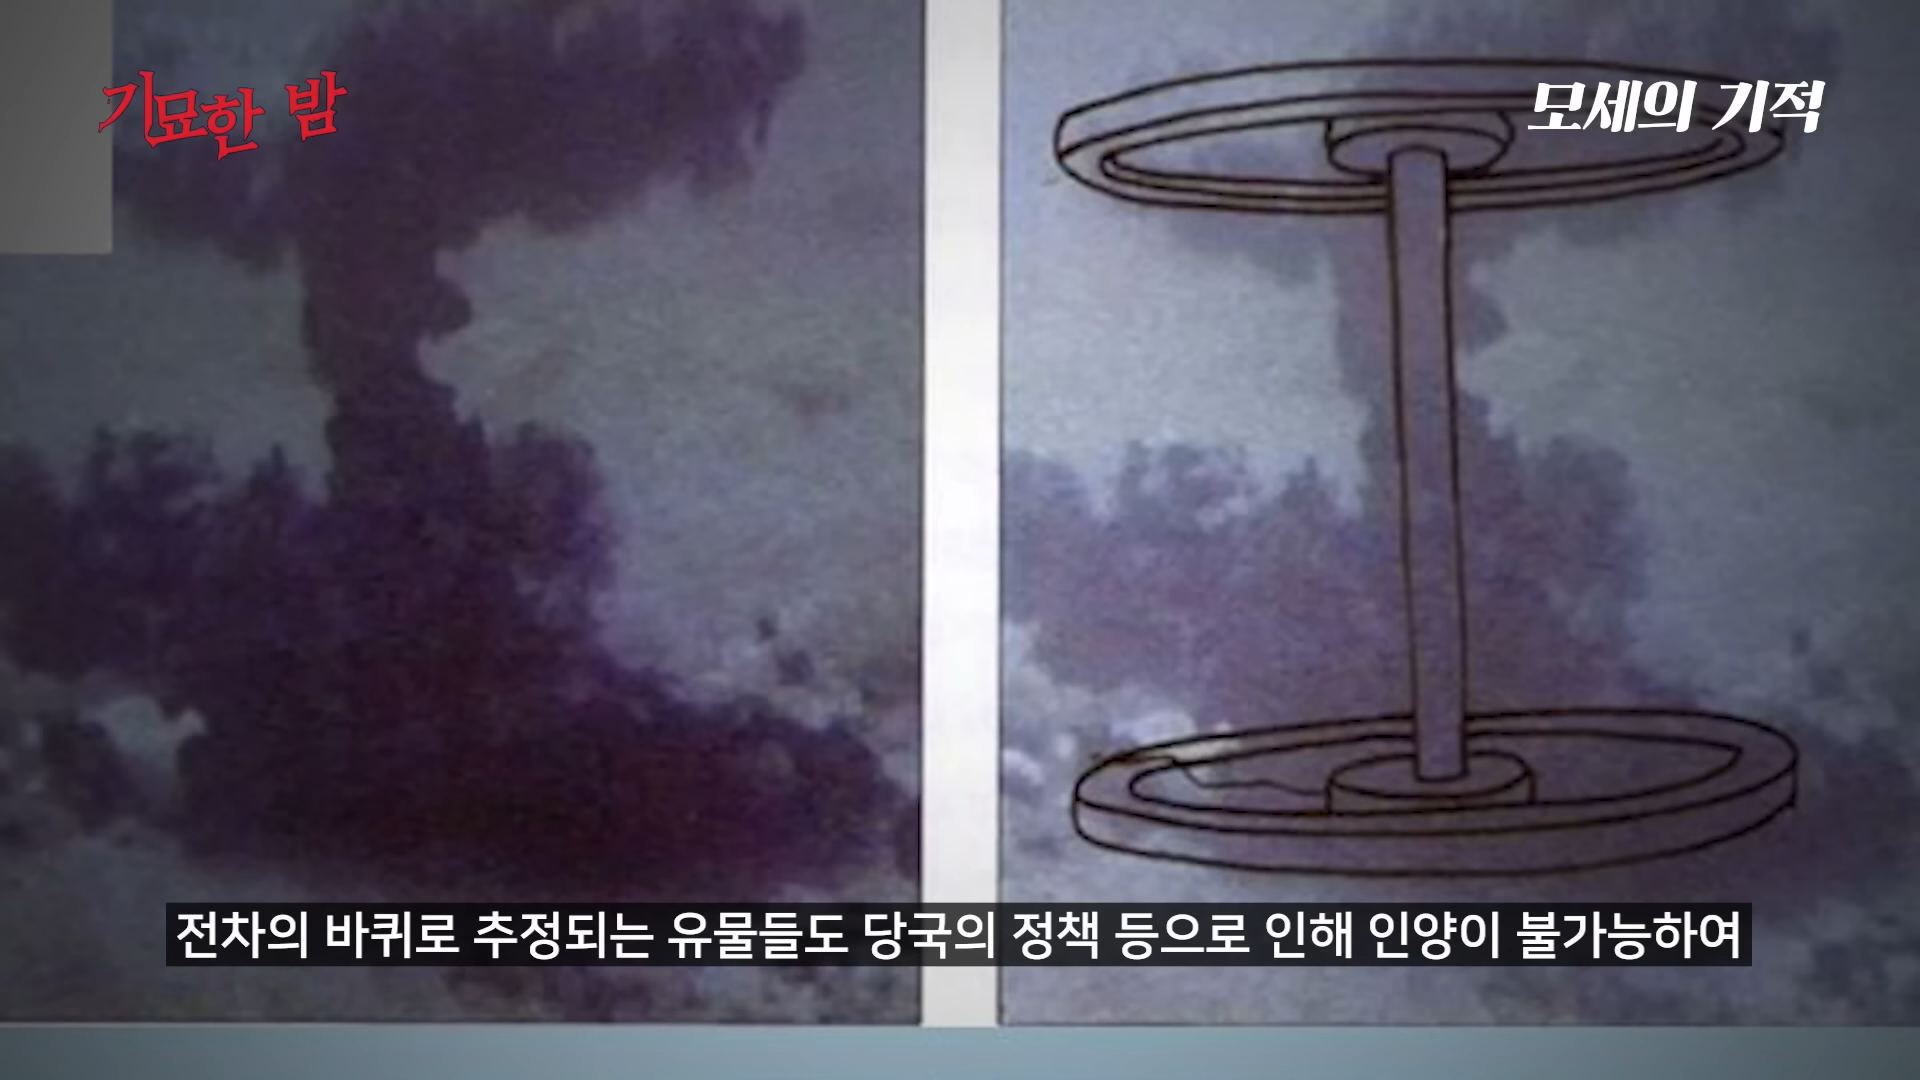 기묘한 밤
모세의 기적
전차의 바퀴로 추정되는 유물들도 당국의 정책 등으로 인해 인양이 불가능하여